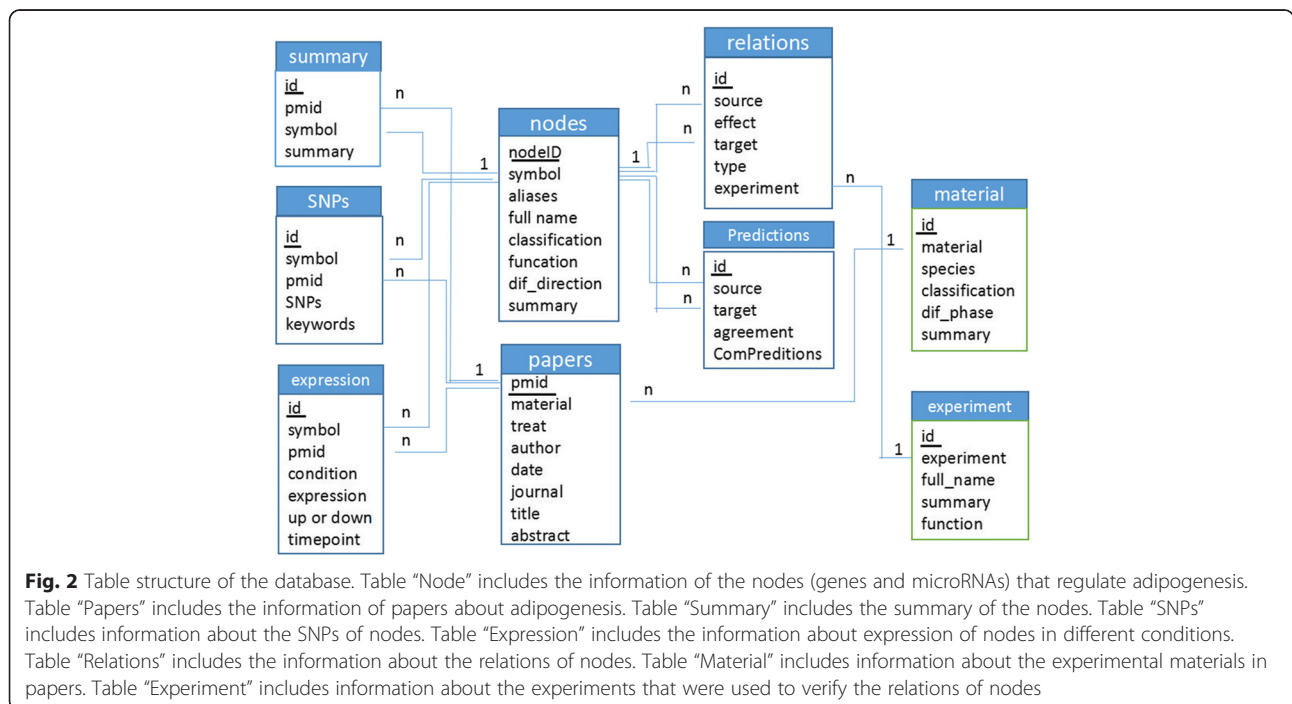 summary
id
pmid
symbol
summary
n
SNPs
id
symbol
pmid
SNPs
keywords
n
n
expression
id
symbol
pmid
condition
expression
up or down
timepoint
n
n
1
nodes
nodeID
symbol
aliases
full name
classification
funcation
dif_direction
summary
1
1
papers
pmid
material
treat
author
date
journal
title
abstract
n
n
n
relations
id
source
effect
target
type
experiment
n
Predictions
id
source
target
agreement
ComPreditions
n
n
material
id
material
species
classification
dif_phase
summary
1
experiment
id
experiment
full_name
summary
function
1
Fig. 2 Table structure of the database. Table “Node” includes the information of the nodes (genes and microRNAs) that regulate adipogenesis.
Table “Papers” includes the information of papers about adipogenesis. Table “Summary” includes the summary of the nodes. Table “SNPs”
includes information about the SNPs of nodes. Table “Expression” includes the information about expression of nodes in different conditions.
Table “Relations” includes the information about the relations of nodes. Table “Material” includes information about the experimental materials in
papers. Table “Experiment” includes information about the experiments that were used to verify the relations of nodes